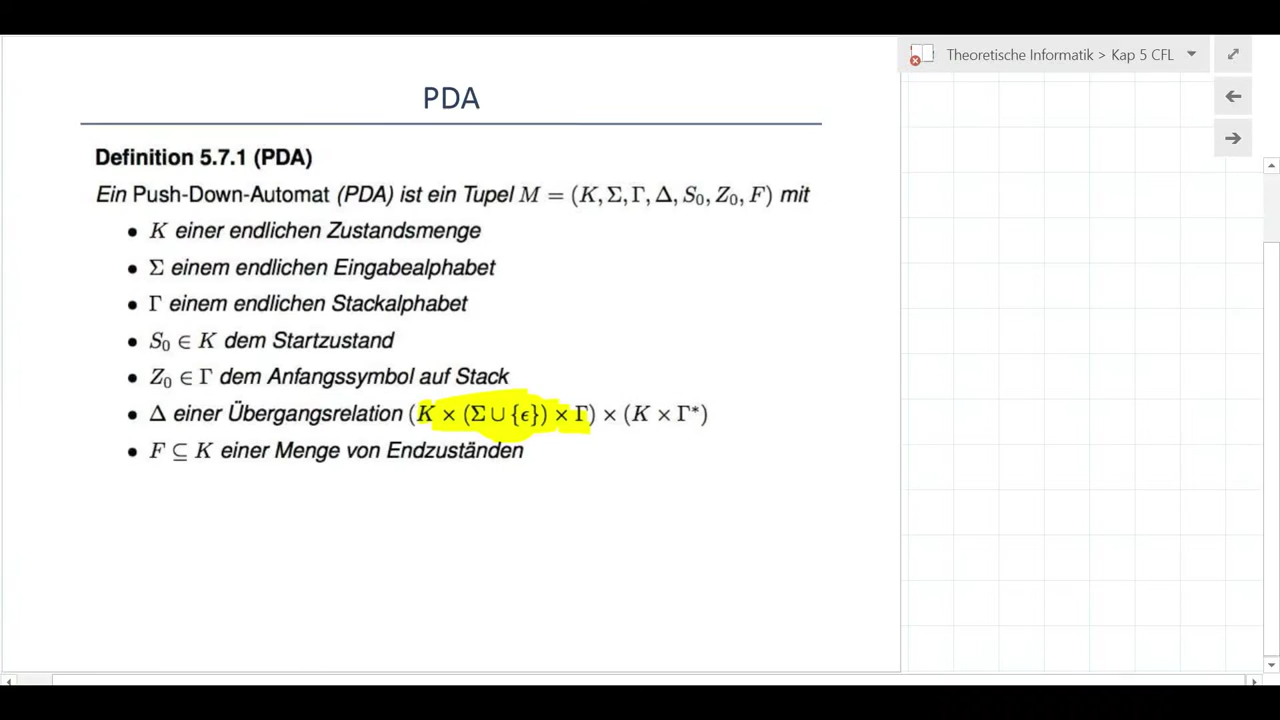 Theoretische Informatik > Kap 5 CFL
PDA
Definition 5.7.1 (PDA)
Ein Push-Down-Automat (PDA) ist ein Tupel M = (K, Σ, Γ, Δ, S₀, Z₀, F) mit
• K einer endlichen Zustandsmenge
• Σ einem endlichen Eingabealphabet
• Γ einem endlichen Stackalphabet
• S₀ ∈ K dem Startzustand
• Z₀ ∈ Γ dem Anfangssymbol auf Stack
• Δ einer Übergangsrelation (K × (Σ ∪ {ϵ}) × Γ) × (K × Γ*)
• F ⊆ K einer Menge von Endzuständen